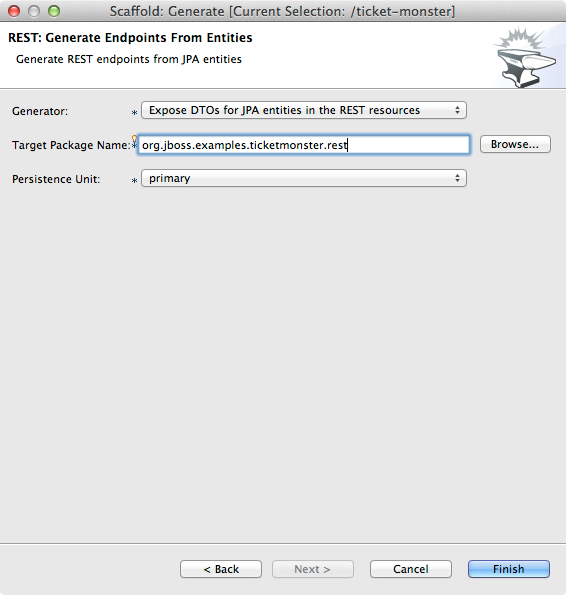 Scaffold: Generate [Current Selection: /ticket-monster]
REST: Generate Endpoints From Entities
Generate REST endpoints from JPA entities
Generator: * Expose DTOs for JPA entities in the REST resources
Target Package Name: * org.jboss.examples.ticketmonster.rest Browse...
Persistence Unit: * primary
< Back Next > Cancel Finish